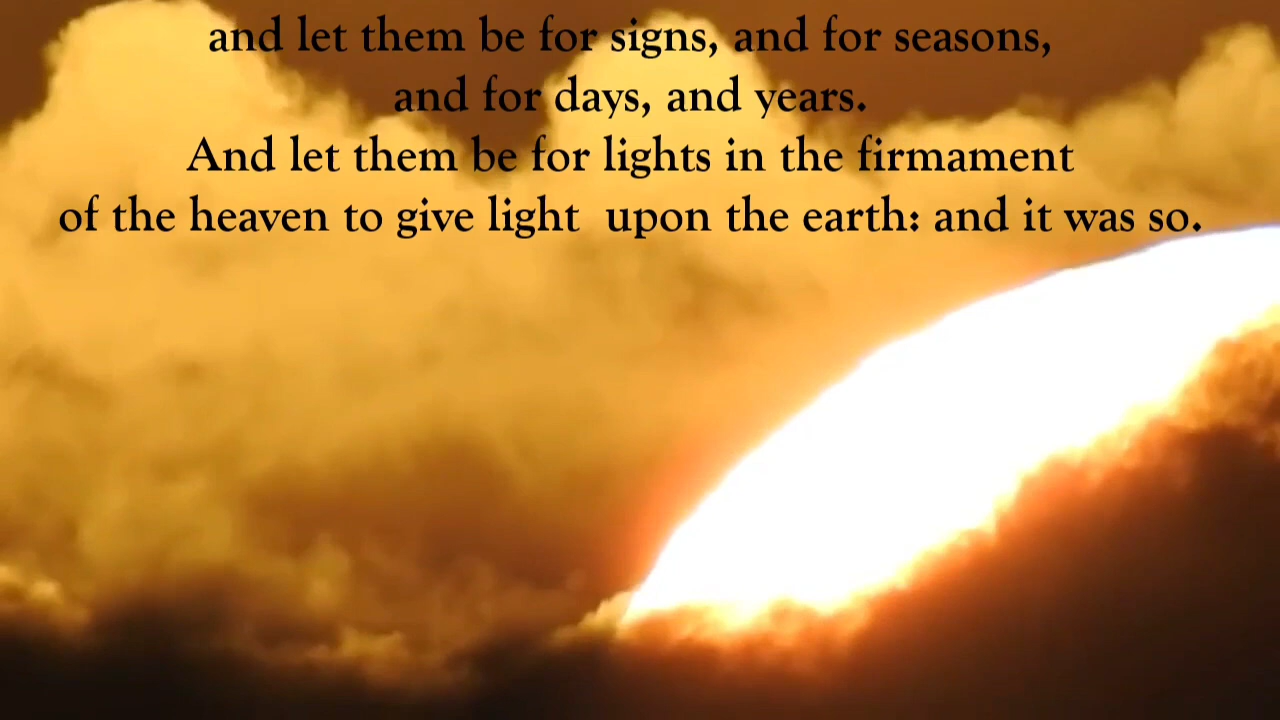 and let them be for signs, and for seasons,
and for days, and years.
And let them be for lights in the firmament
of the heaven to give light  upon the earth: and it was so.